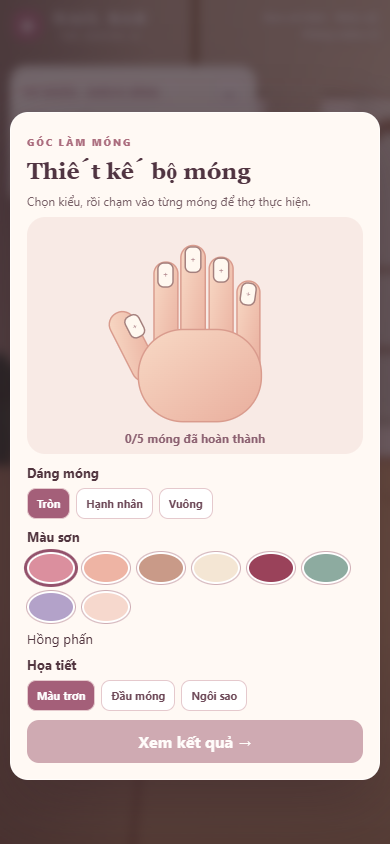 GÓC LÀM MÓNG
Thiết kế bộ móng
Chọn kiểu, rồi chạm vào từng móng để thợ thực hiện.
0/5 móng đã hoàn thành
Dáng móng
Tròn Hạnh nhân Vuông
Màu sơn
Hồng phấn
Họa tiết
Màu trơn Đầu móng Ngôi sao
Xem kết quả →